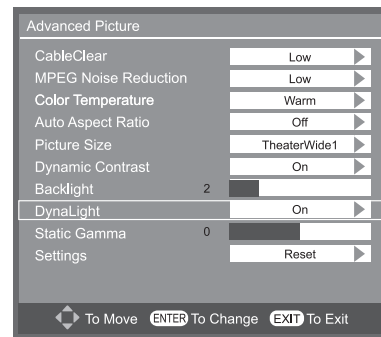 Advanced Picture
CableClear Low
MPEG Noise Reduction Low
Color Temperature Warm
Auto Aspect Ratio Off
Picture Size TheaterWide1
Dynamic Contrast On
Backlight 2
DynaLight On
Static Gamma 0
Settings Reset
To Move ENTER To Change EXIT To Exit